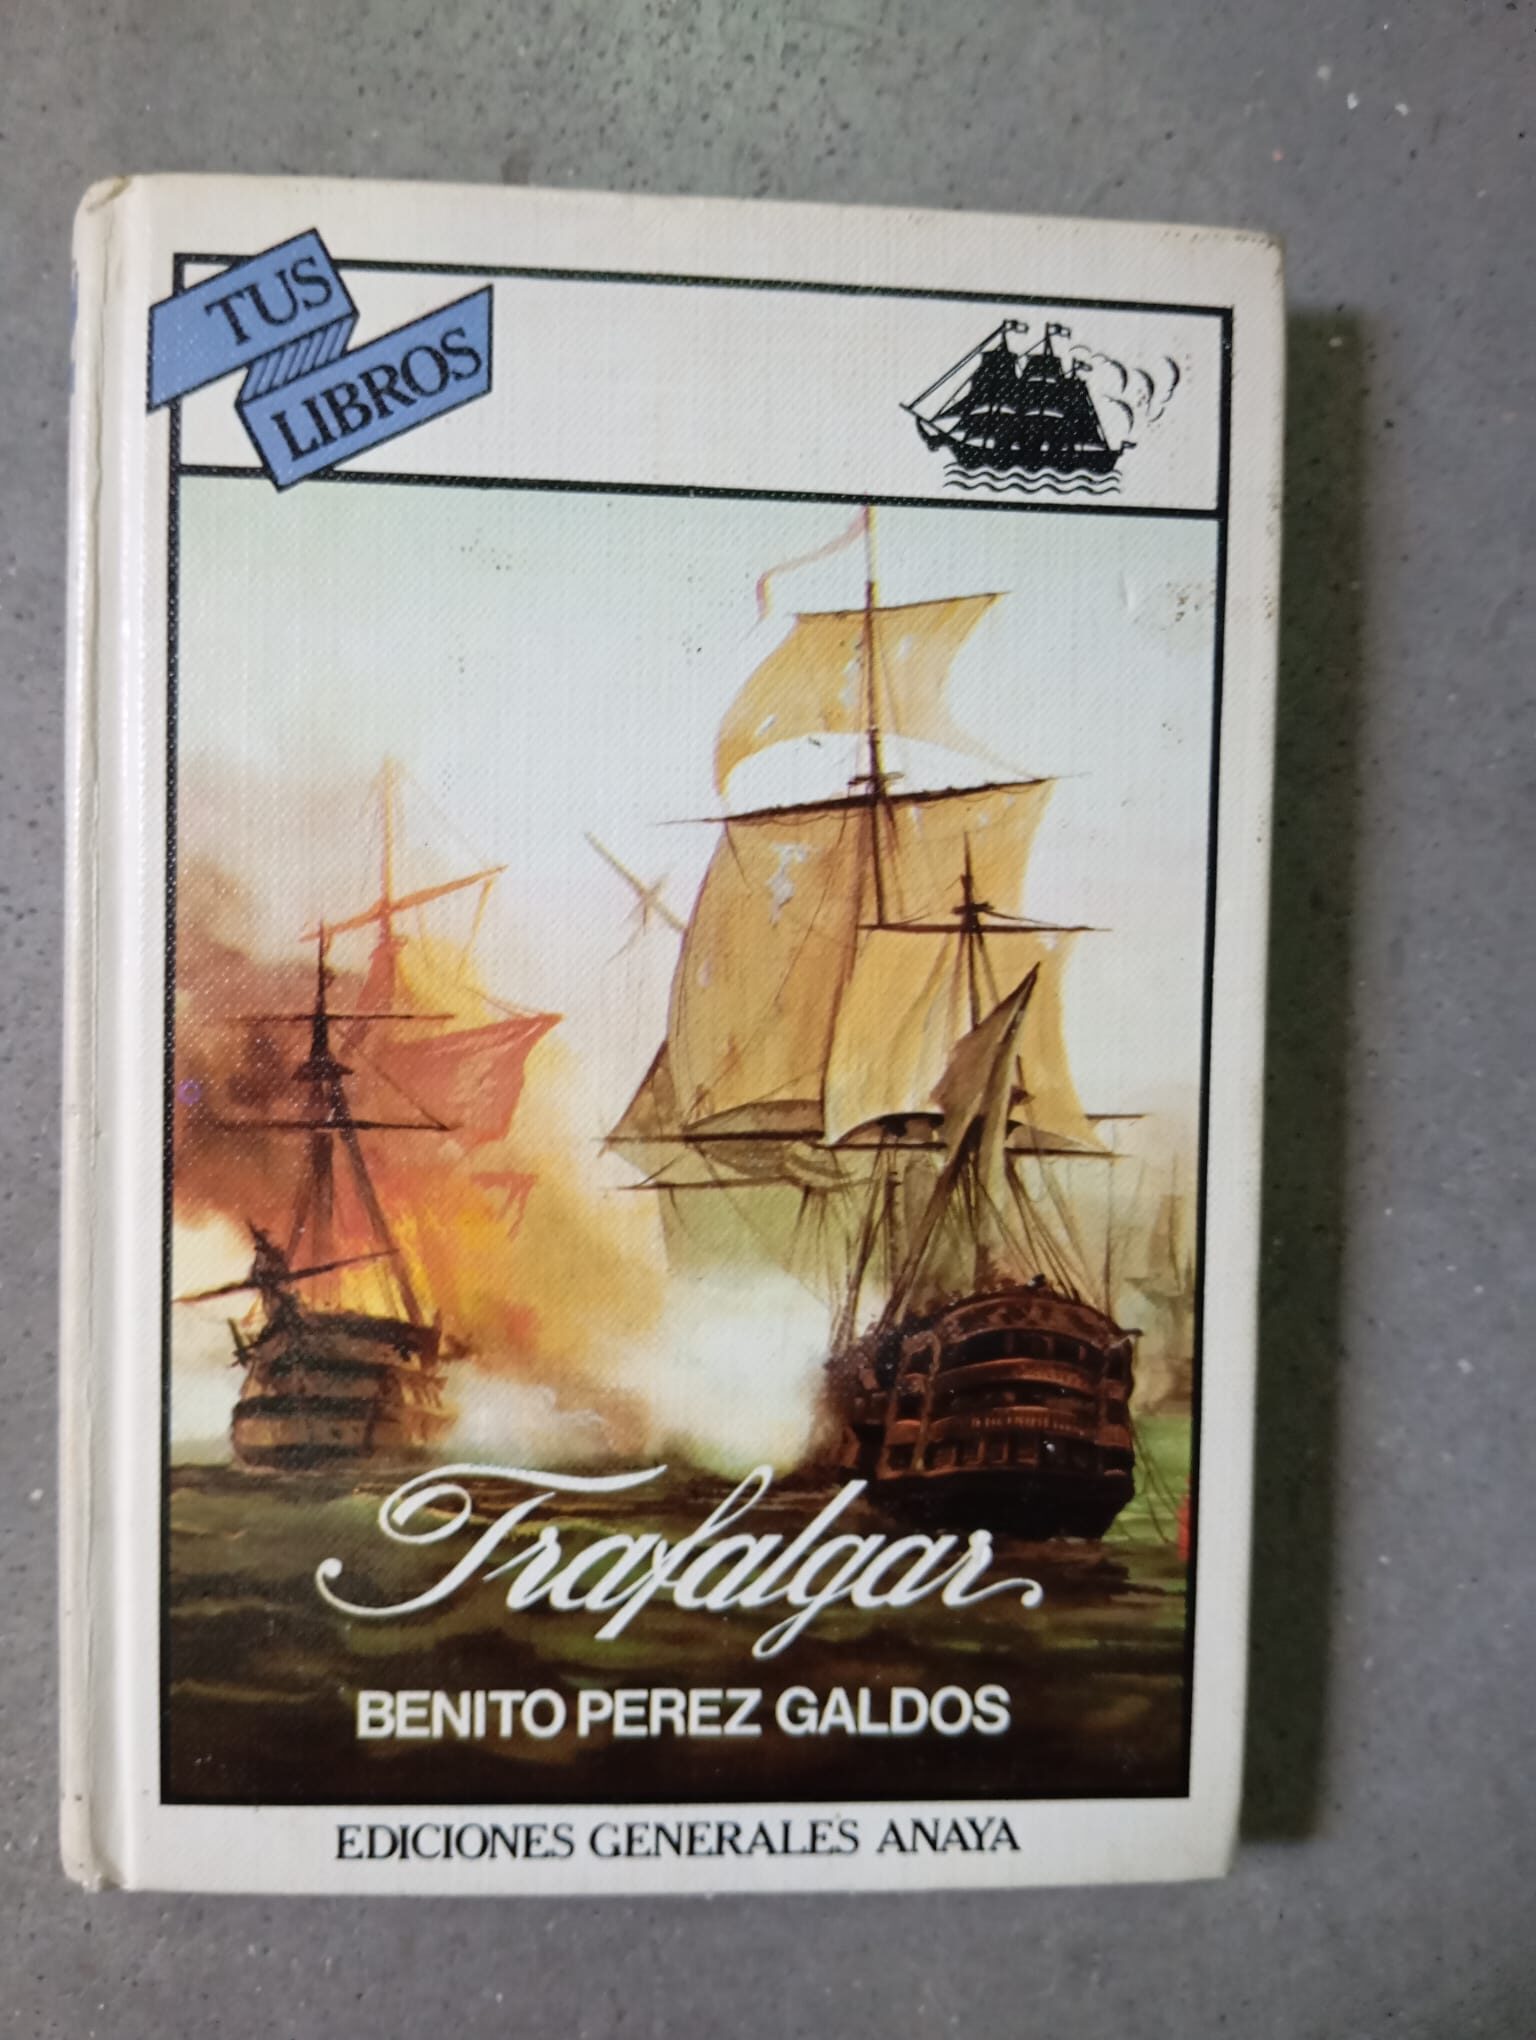 TUS
LIBROS
Trafalgar
BENITO PEREZ GALDOS
EDICIONES GENERALES ANAYA